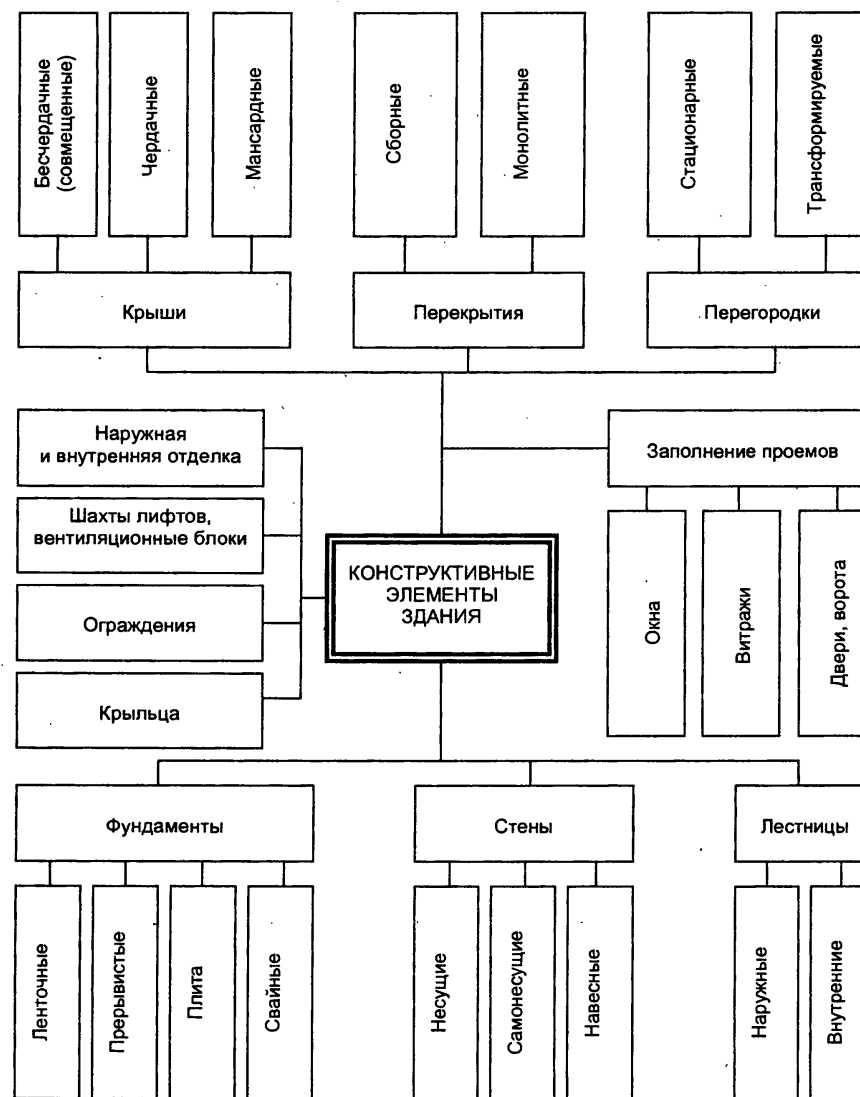 Бесчердачные
(совмещенные)
Чердачные
Мансардные
Сборные
Монолитные
Стационарные
Трансформируемые
Крыши
Перекрытия
Перегородки
Наружная
и внутренняя отделка
Заполнение проемов
Шахты лифтов,
вентиляционные блоки
КОНСТРУКТИВНЫЕ
ЭЛЕМЕНТЫ
ЗДАНИЯ
Ограждения
Крыльца
Окна
Витражи
Двери, ворота
Фундаменты
Стены
Лестницы
Ленточные
Прерывистые
Плита
Свайные
Несущие
Самонесущие
Навесные
Наружные
Внутренние